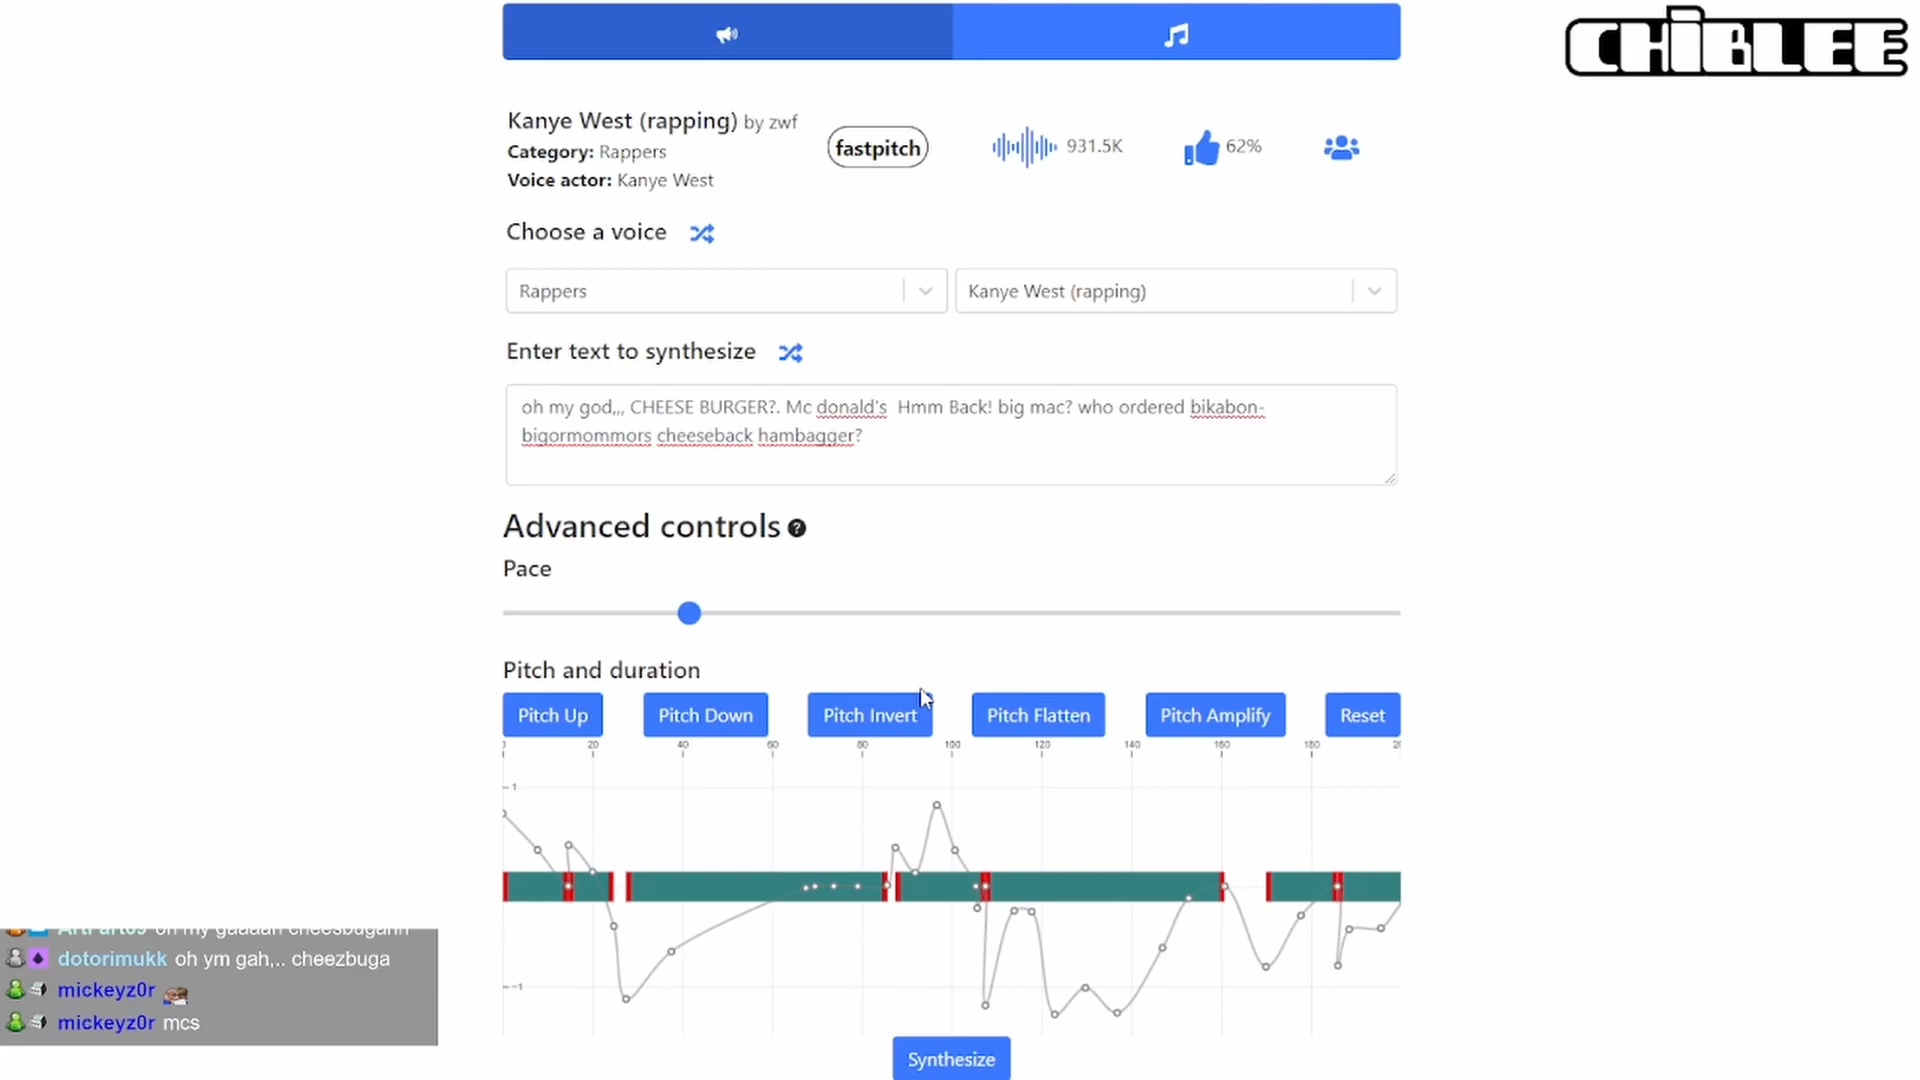 CHiBLEE
Kanye West (rapping) by zwf
Category: Rappers
Voice actor: Kanye West
fastpitch
931.5K
62%
Choose a voice
Rappers
Kanye West (rapping)
Enter text to synthesize
oh my god,,, CHEESE BURGER?. Mc donald's  Hmm Back! big mac? who ordered bikabon-
bigormommors cheeseback hambagger?
Advanced controls
Pace
Pitch and duration
Pitch Up
Pitch Down
Pitch Invert
Pitch Flatten
Pitch Amplify
Reset
20 40 60 80 100 120 140 160 180
1
-1
oh my gaaaah cheesbugahh
dotorimukk oh ym gah,.. cheezbuga
mickeyz0r
mickeyz0r mcs
Synthesize